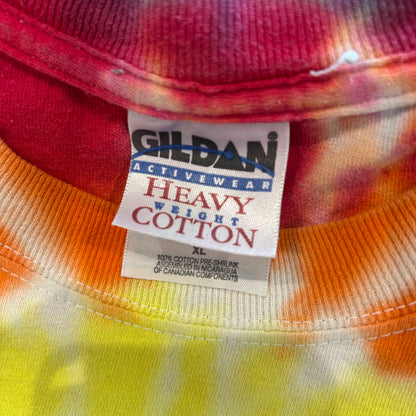 GILDAN
ACTIVEWEAR
HEAVY
WEIGHT
COTTON
XL
100% COTTON PRE-SHRUNK
ASSEMBLED IN NICARAGUA
OF CANADIAN COMPONENTS